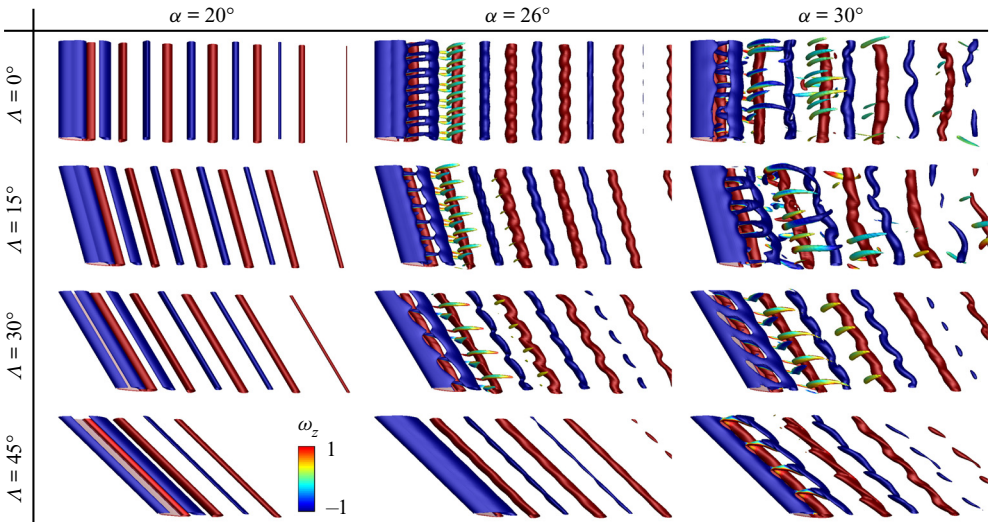 α = 20°
α = 26°
α = 30°
Λ = 0°
Λ = 15°
Λ = 30°
Λ = 45°
ω_z
1
−1